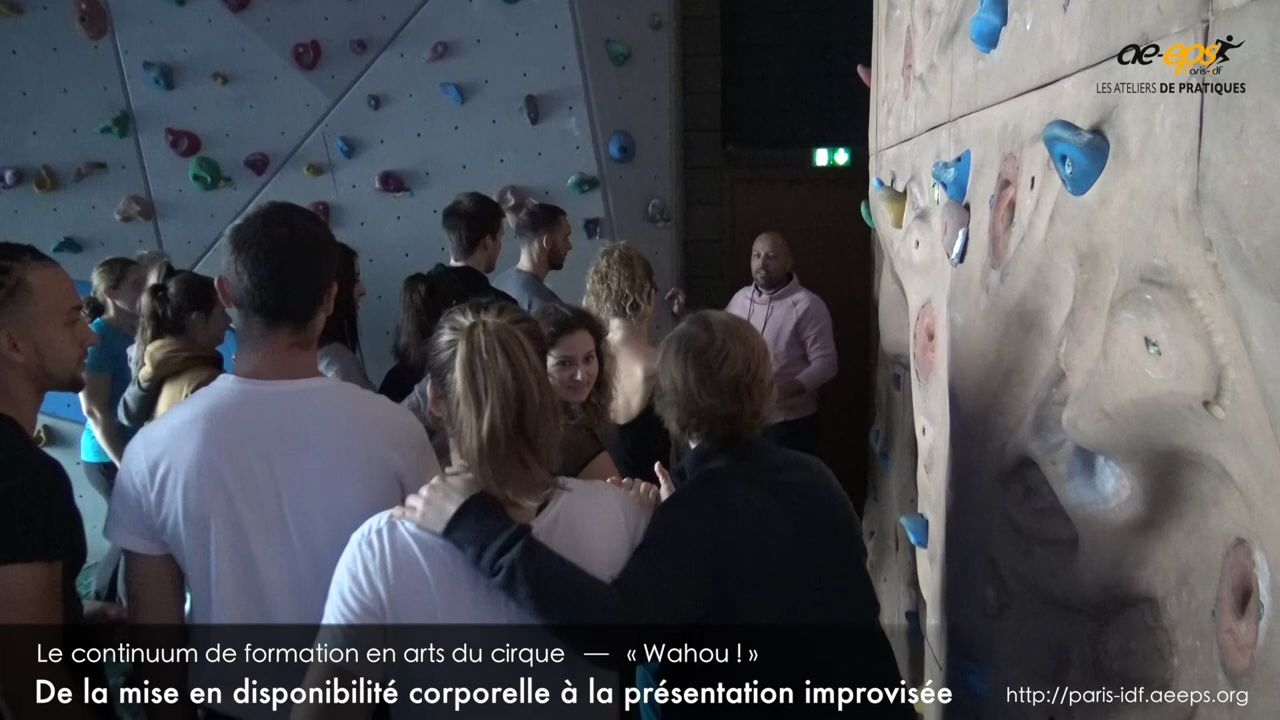 ae-eps
Paris-idf
LES ATELIERS DE PRATIQUES
Le continuum de formation en arts du cirque — « Wahou ! »
De la mise en disponibilité corporelle à la présentation improvisée
http://paris-idf.aeeps.org